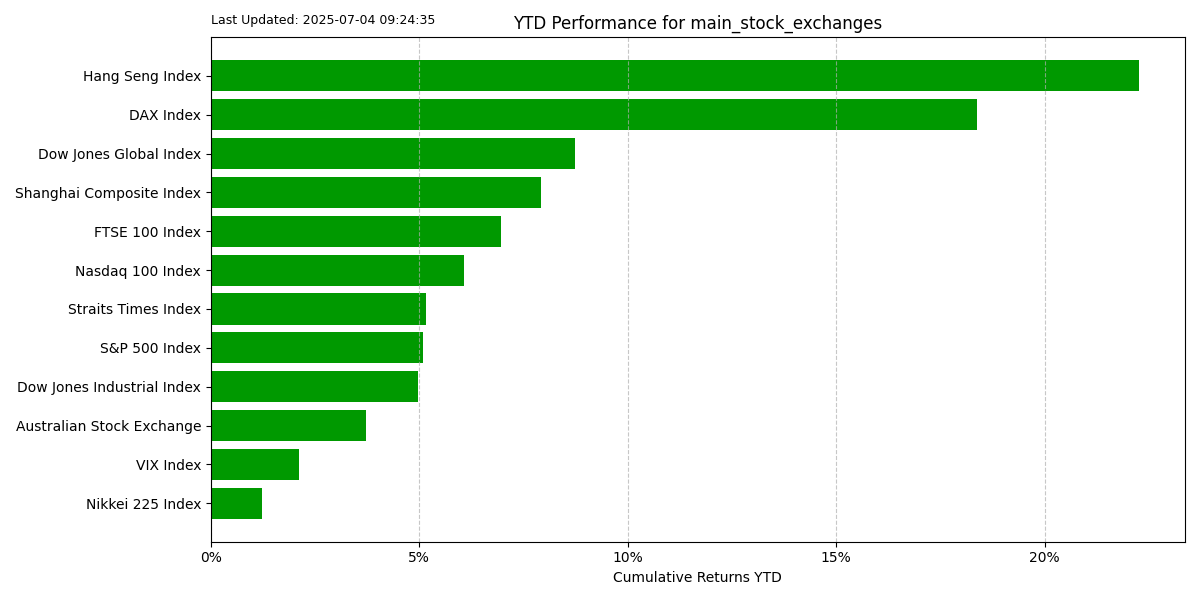 Last Updated: 2025-07-04 09:24:35
YTD Performance for main_stock_exchanges
Hang Seng Index
DAX Index
Dow Jones Global Index
Shanghai Composite Index
FTSE 100 Index
Nasdaq 100 Index
Straits Times Index
S&P 500 Index
Dow Jones Industrial Index
Australian Stock Exchange
VIX Index
Nikkei 225 Index
0% 5% 10% 15% 20%
Cumulative Returns YTD